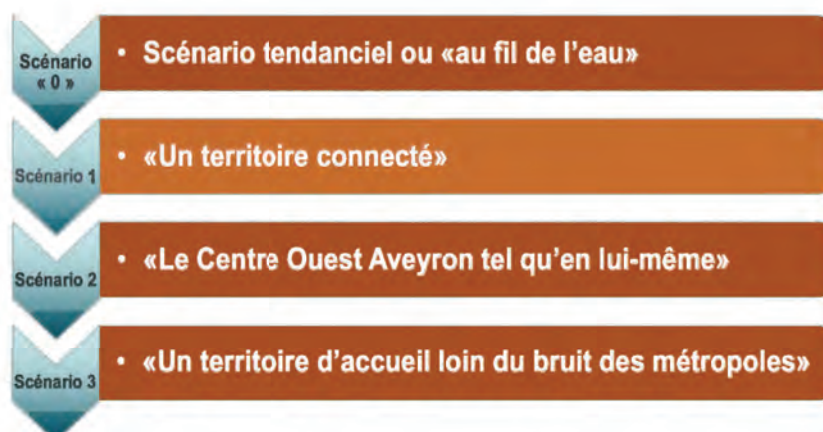 Scénario
« 0 »
• Scénario tendanciel ou «au fil de l'eau»
Scénario 1
• «Un territoire connecté»
Scénario 2
• «Le Centre Ouest Aveyron tel qu'en lui-même»
Scénario 3
• «Un territoire d'accueil loin du bruit des métropoles»